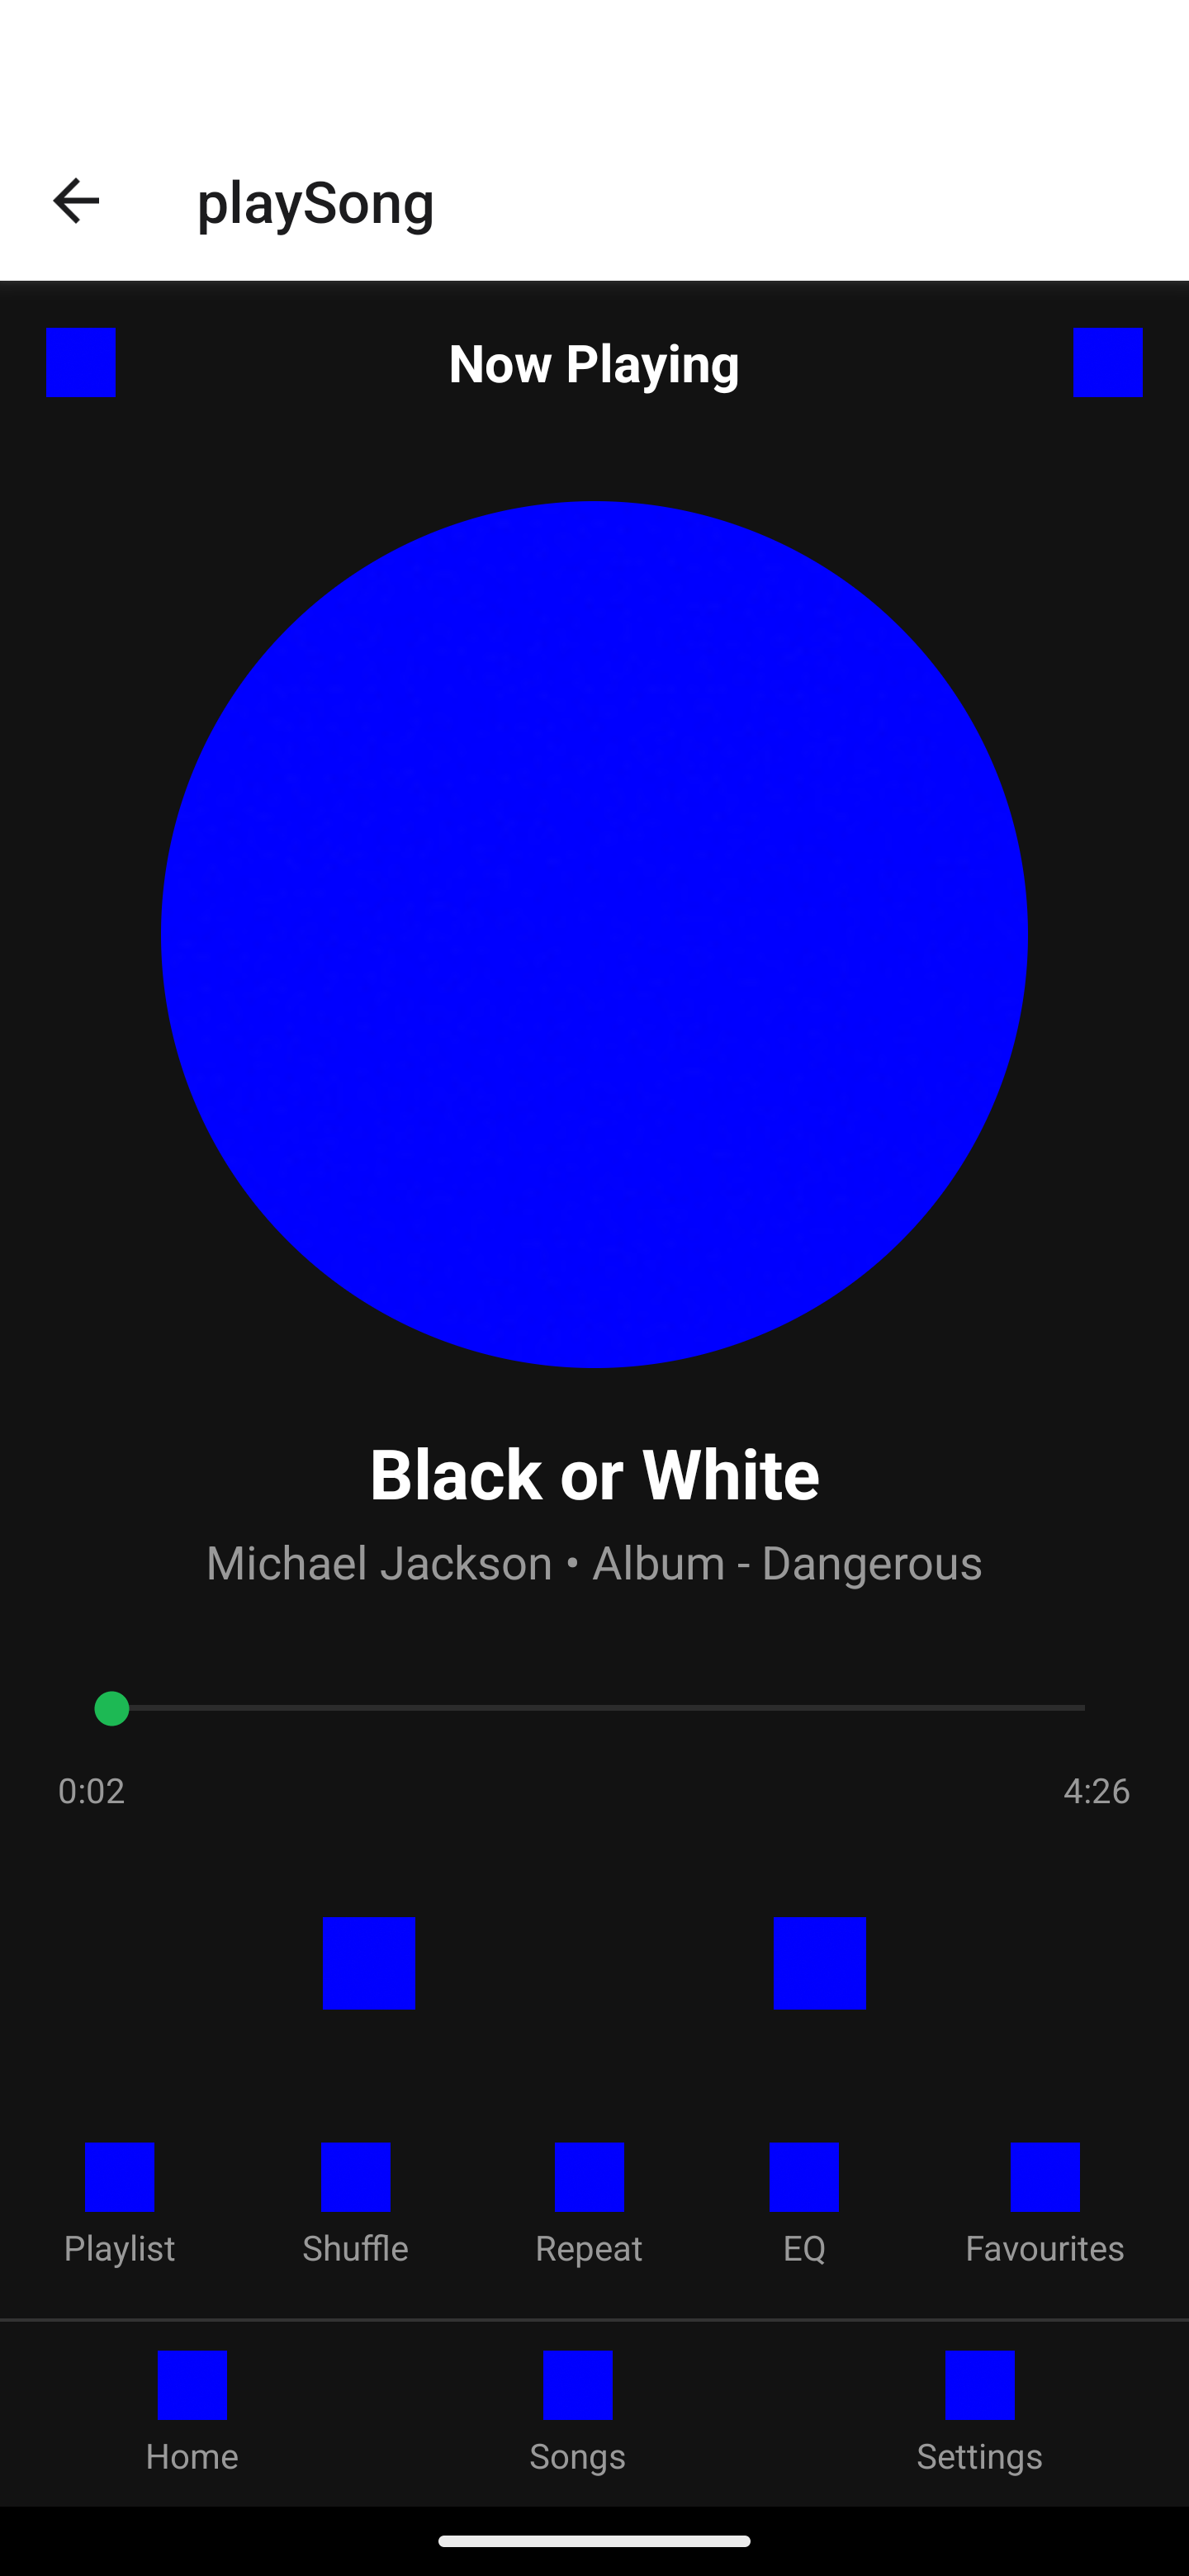 playSong
Now Playing
Black or White
Michael Jackson • Album - Dangerous
0:02 4:26
Playlist Shuffle Repeat EQ Favourites
Home Songs Settings